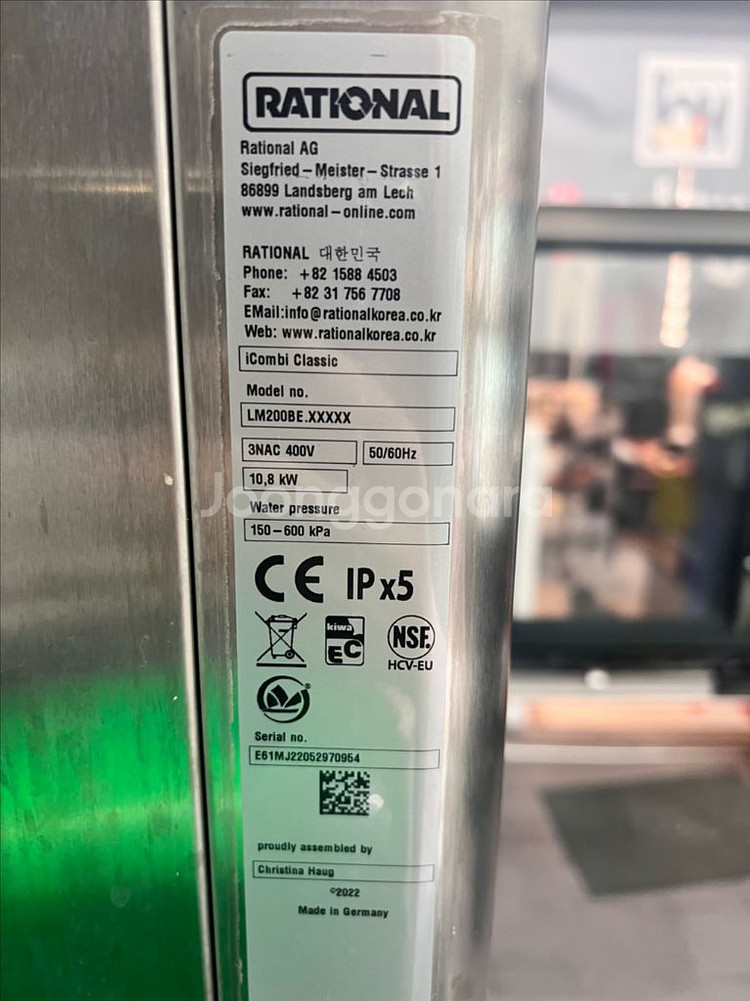 RATIONAL
Rational AG
Siegfried-Meister-Strasse 1
86899 Landsberg am Lech
www.rational-online.com
RATIONAL 대한민국
Phone: +82 1588 4503
Fax: +82 31 756 7708
EMail:info@rationalkorea.co.kr
Web: www.rationalkorea.co.kr
iCombi Classic
Model no.
LM200BE.XXXXX
3NAC 400V 50/60Hz
10,8 kW
Joonggonara
Water pressure
150-600 kPa
CE IPx5
kiwa EC NSF.
HCV-EU
®
Serial no.
E61MJ22052970954
proudly assembled by
Christina Haug
©2022
Made in Germany